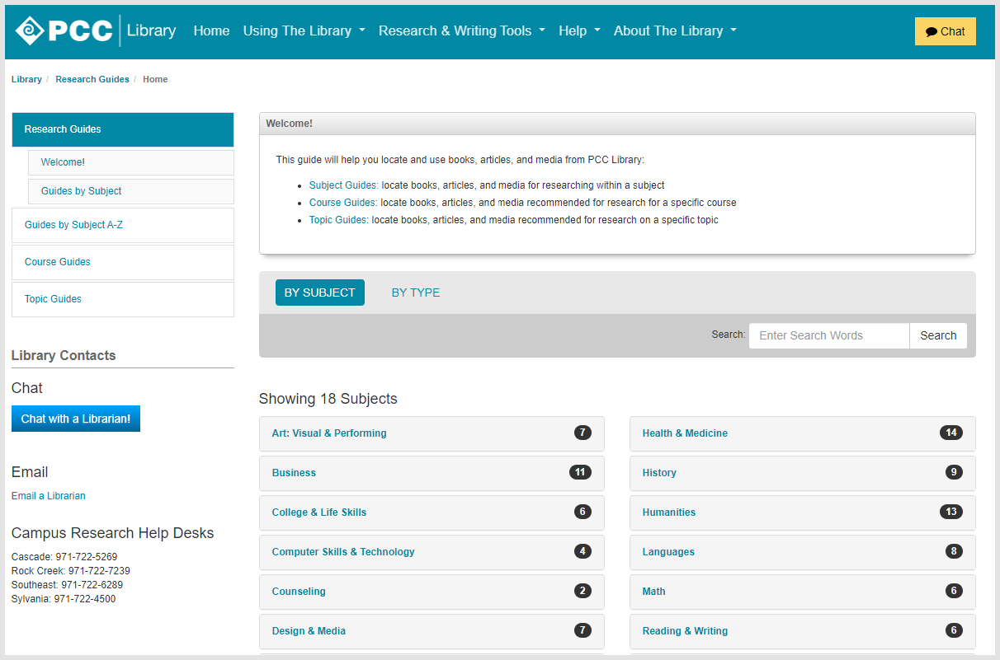 PCC Library Home Using The Library Research & Writing Tools Help About The Library Chat
Library / Research Guides / Home
Research Guides
Welcome!
Guides by Subject
Guides by Subject A-Z
Course Guides
Topic Guides
Library Contacts
Chat
Chat with a Librarian!
Email
Email a Librarian
Campus Research Help Desks
Cascade: 971-722-5269
Rock Creek: 971-722-7239
Southeast: 971-722-6289
Sylvania: 971-722-4500
Welcome!
This guide will help you locate and use books, articles, and media from PCC Library:
• Subject Guides: locate books, articles, and media for researching within a subject
• Course Guides: locate books, articles, and media recommended for research for a specific course
• Topic Guides: locate books, articles, and media recommended for research on a specific topic
BY SUBJECT BY TYPE
Search: Enter Search Words Search
Showing 18 Subjects
Art: Visual & Performing 7
Business 11
College & Life Skills 6
Computer Skills & Technology 4
Counseling 2
Design & Media 7
Health & Medicine 14
History 9
Humanities 13
Languages 8
Math 6
Reading & Writing 6